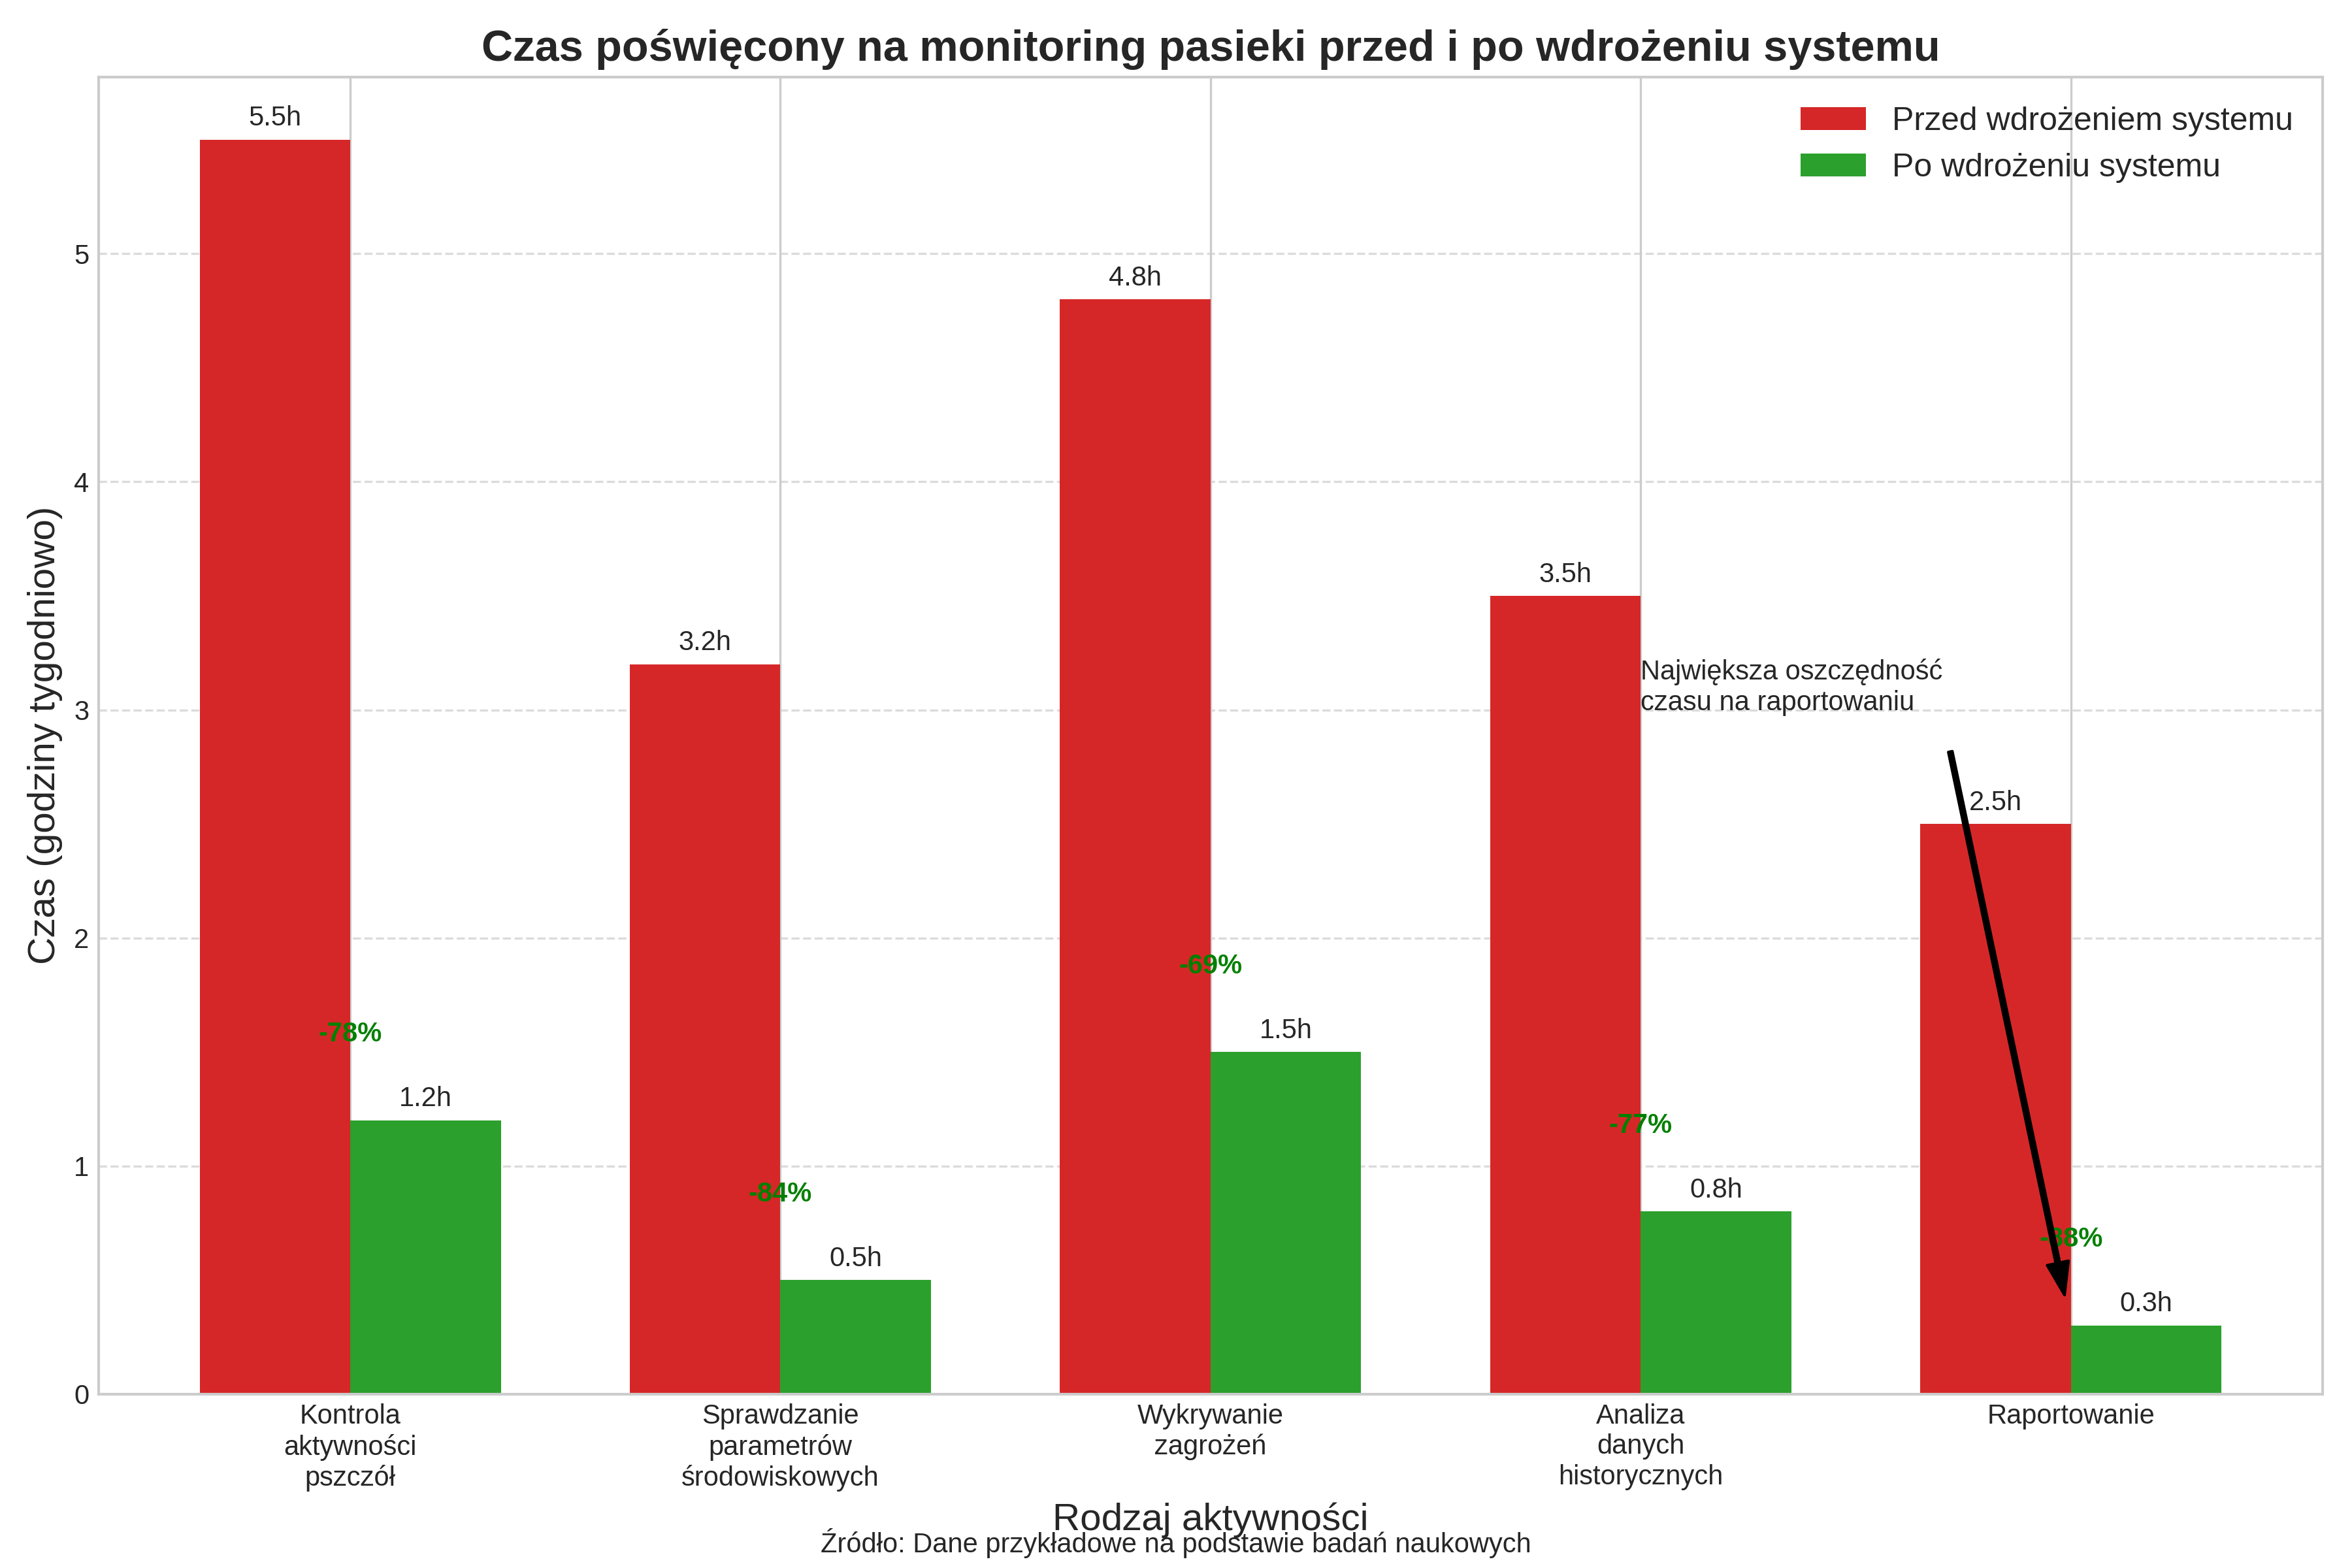 Czas poświęcony na monitoring pasieki przed i po wdrożeniu systemu
Przed wdrożeniem systemu
Po wdrożeniu systemu
Czas (godziny tygodniowo)
5
4
3
2
1
0
5.5h
3.2h
4.8h
3.5h
2.5h
Największa oszczędność
czasu na raportowaniu
-78%
-84%
-69%
-77%
-88%
1.2h
0.5h
1.5h
0.8h
0.3h
Kontrola
aktywności
pszczół
Sprawdzanie
parametrów
środowiskowych
Wykrywanie
zagrożeń
Analiza
danych
historycznych
Raportowanie
Rodzaj aktywności
Źródło: Dane przykładowe na podstawie badań naukowych